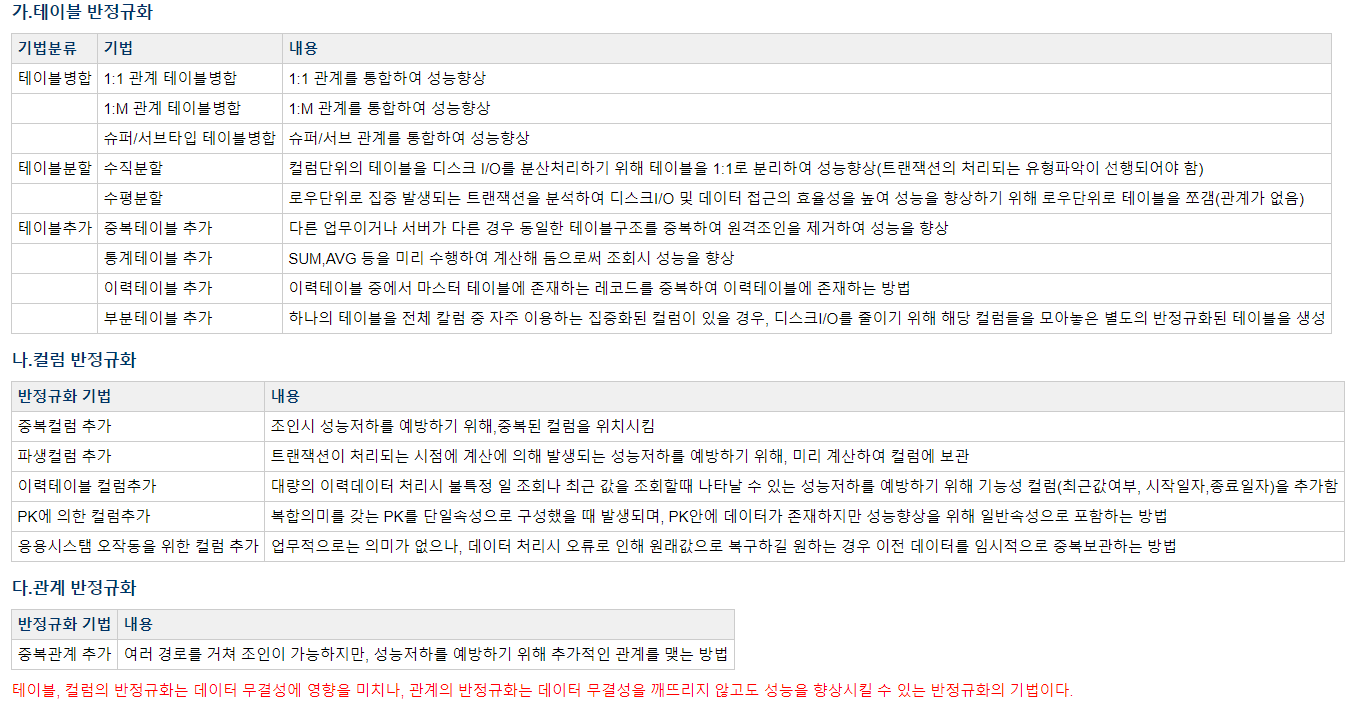 가.테이블 반정규화
기법분류 기법 내용
테이블병합 1:1 관계 테이블병합 1:1 관계를 통합하여 성능향상
1:M 관계 테이블병합 1:M 관계를 통합하여 성능향상
슈퍼/서브타입 테이블병합 슈퍼/서브 관계를 통합하여 성능향상
테이블분할 수직분할 컬럼단위의 테이블을 디스크 I/O를 분산처리하기 위해 테이블을 1:1로 분리하여 성능향상(트랜잭션의 처리되는 유형파악이 선행되어야 함)
수평분할 로우단위로 집중 발생되는 트랜잭션을 분석하여 디스크I/O 및 데이터 접근의 효율성을 높여 성능을 향상하기 위해 로우단위로 테이블을 쪼갬(관계가 없음)
테이블추가 중복테이블 추가 다른 업무이거나 서버가 다른 경우 동일한 테이블구조를 중복하여 원격조인을 제거하여 성능을 향상
통계테이블 추가 SUM,AVG 등을 미리 수행하여 계산해 둠으로써 조회시 성능을 향상
이력테이블 추가 이력테이블 중에서 마스터 테이블에 존재하는 레코드를 중복하여 이력테이블에 존재하는 방법
부분테이블 추가 하나의 테이블을 전체 칼럼 중 자주 이용하는 집중화된 컬럼이 있을 경우, 디스크I/O를 줄이기 위해 해당 컬럼들을 모아놓은 별도의 반정규화된 테이블을 생성
나.컬럼 반정규화
반정규화 기법 내용
중복컬럼 추가 조인시 성능저하를 예방하기 위해,중복된 컬럼을 위치시킴
파생컬럼 추가 트랜잭션이 처리되는 시점에 계산에 의해 발생되는 성능저하를 예방하기 위해, 미리 계산하여 컬럼에 보관
이력테이블 컬럼추가 대량의 이력데이터 처리시 불특정 일 조회나 최근 값을 조회할때 나타날 수 있는 성능저하를 예방하기 위해 기능성 컬럼(최근값여부, 시작일자,종료일자)을 추가함
PK에 의한 컬럼추가 복합의미를 갖는 PK를 단일속성으로 구성했을 때 발생되며, PK안에 데이터가 존재하지만 성능향상을 위해 일반속성으로 포함하는 방법
응용시스탬 오작동을 위한 컬럼 추가 업무적으로는 의미가 없으나, 데이터 처리시 오류로 인해 원래값으로 복구하길 원하는 경우 이전 데이터를 임시적으로 중복보관하는 방법
다.관계 반정규화
반정규화 기법 내용
중복관계 추가 여러 경로를 거쳐 조인이 가능하지만, 성능저하를 예방하기 위해 추가적인 관계를 맺는 방법
테이블, 컬럼의 반정규화는 데이터 무결성에 영향을 미치나, 관계의 반정규화는 데이터 무결성을 깨뜨리지 않고도 성능을 향상시킬 수 있는 반정규화의 기법이다.